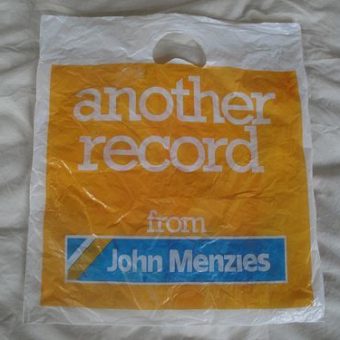 another
record
from
John Menzies